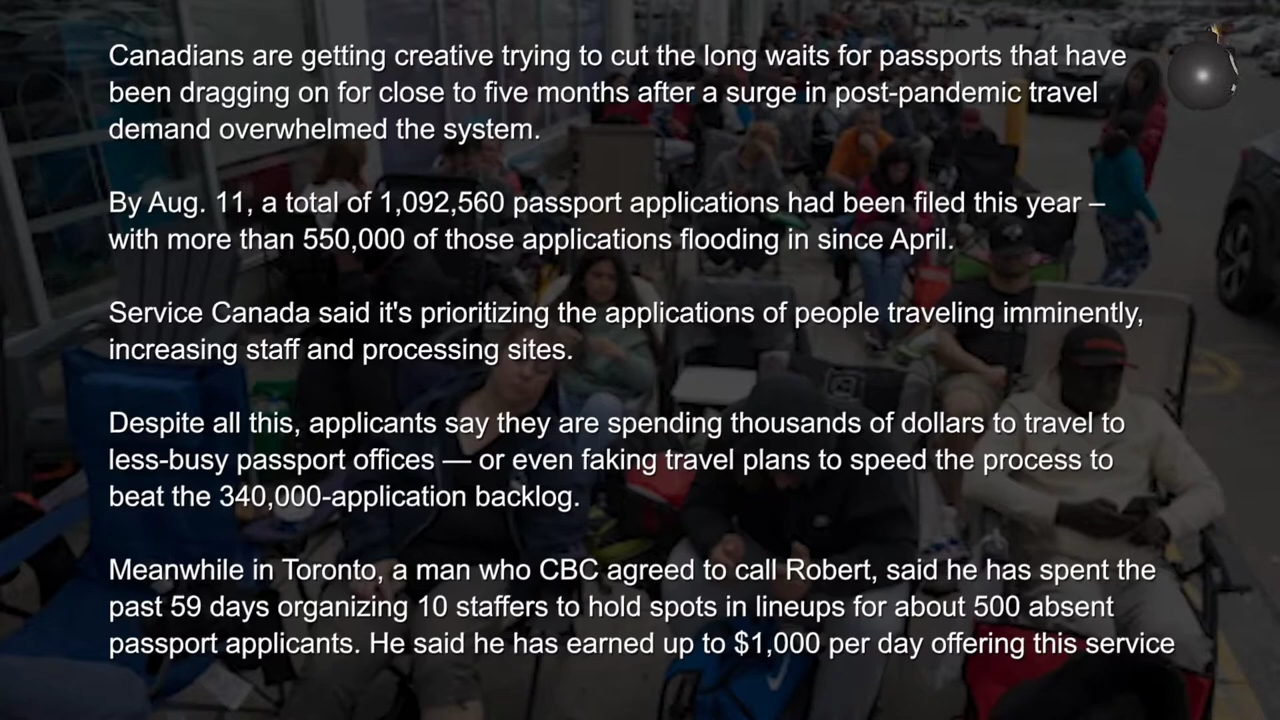 Canadians are getting creative trying to cut the long waits for passports that have
been dragging on for close to five months after a surge in post-pandemic travel
demand overwhelmed the system.
By Aug. 11, a total of 1,092,560 passport applications had been filed this year –
with more than 550,000 of those applications flooding in since April.
Service Canada said it's prioritizing the applications of people traveling imminently,
increasing staff and processing sites.
Despite all this, applicants say they are spending thousands of dollars to travel to
less-busy passport offices — or even faking travel plans to speed the process to
beat the 340,000-application backlog.
Meanwhile in Toronto, a man who CBC agreed to call Robert, said he has spent the
past 59 days organizing 10 staffers to hold spots in lineups for about 500 absent
passport applicants. He said he has earned up to $1,000 per day offering this service